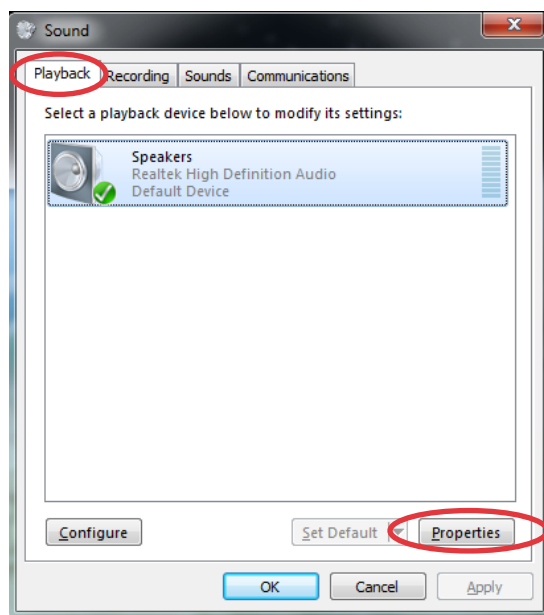 Sound
Playback Recording Sounds Communications
Select a playback device below to modify its settings:
Speakers
Realtek High Definition Audio
Default Device
Configure Set Default Properties
OK Cancel Apply